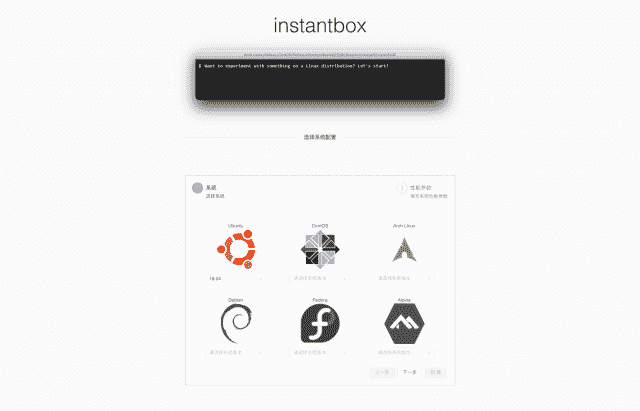 instantbox
$ Want to experiment with something on a Linux distribution? Let's start!
选择系统配置
系统
选择系统
2
性能参数
填写系统性能参数
Ubuntu
CentOS
Arch Linux
18.04
请选择系统版本
请选择系统版本
Debian
Fedora
Alpine
请选择系统版本
请选择系统版本
请选择系统版本
上一步
下一步